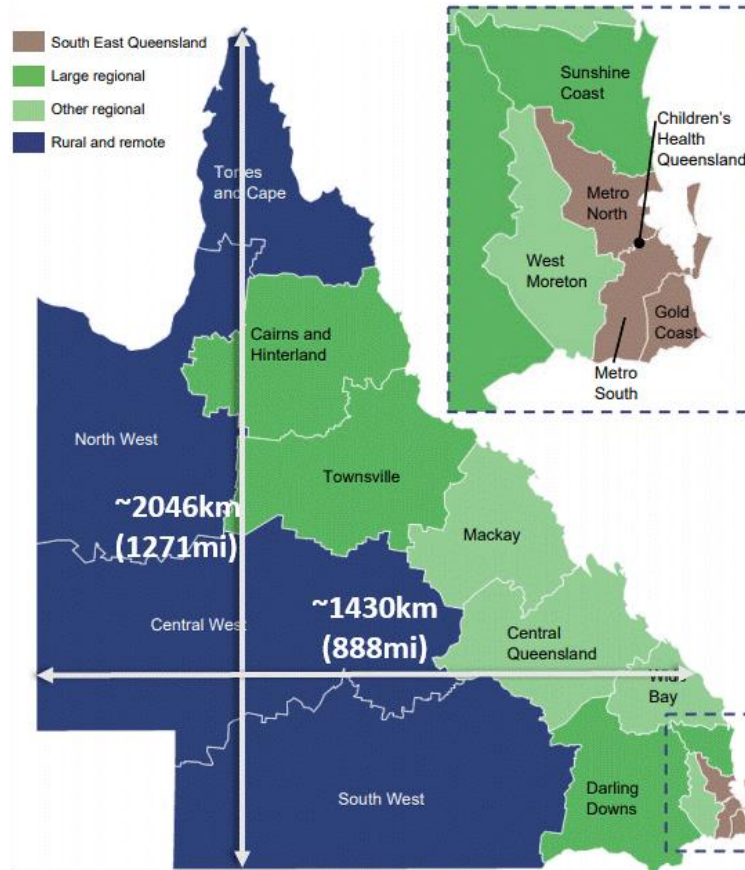 South East Queensland
Large regional
Other regional
Rural and remote
Sunshine
Coast
Children's
Health
Queensland
Metro
North
West
Moreton
Gold
Coast
Metro
South
Torres
and Cape
Cairns and
Hinterland
North West
Townsville
~2046km
(1271mi)
Mackay
~1430km
(888mi)
Central West
Central
Queensland
Wide
Bay
South West
Darling
Downs